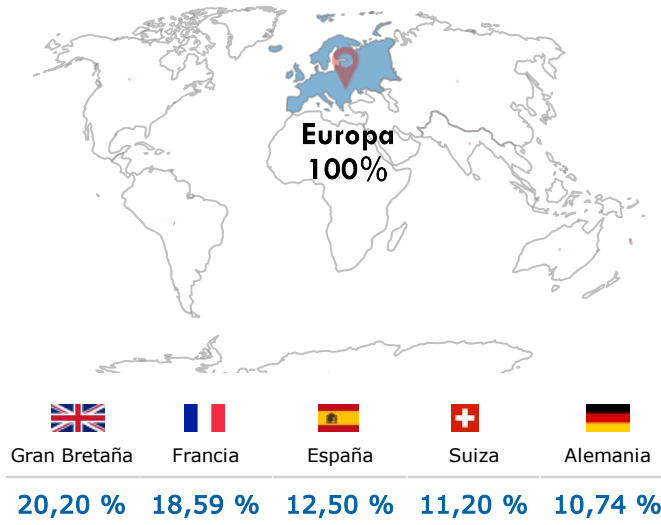 Europa
100%
Gran Bretaña Francia España Suiza Alemania
20,20 % 18,59 % 12,50 % 11,20 % 10,74 %